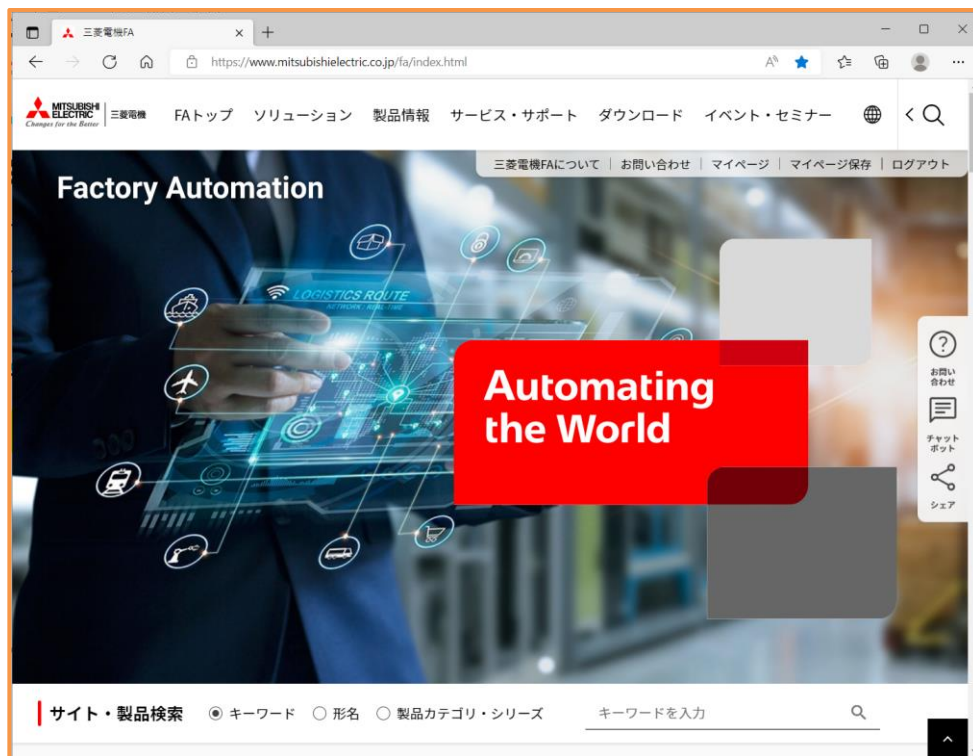 三菱電機FA
https://www.mitsubishielectric.co.jp/fa/index.html
MITSUBISHI ELECTRIC 三菱電機
Changes for the Better
FAトップ ソリューション 製品情報 サービス・サポート ダウンロード イベント・セミナー
三菱電機FAについて | お問い合わせ | マイページ | マイページ保存 | ログアウト
Factory Automation
LOGISTICS ROUTE
NETWORK : REAL-TIME
Automating
the World
お問い
合わせ
チャット
ボット
シェア
サイト・製品検索 キーワード 形名 製品カテゴリ・シリーズ キーワードを入力